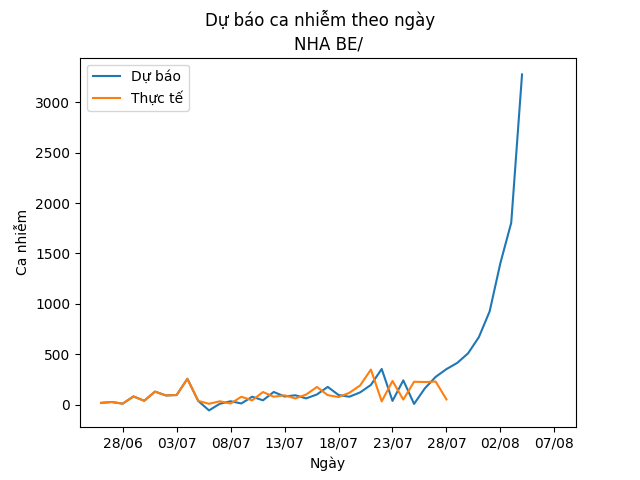 Dự báo ca nhiễm theo ngày
NHA BE/
Dự báo
Thực tế
Ca nhiễm
3000
2500
2000
1500
1000
500
0
28/06 03/07 08/07 13/07 18/07 23/07 28/07 02/08 07/08
Ngày